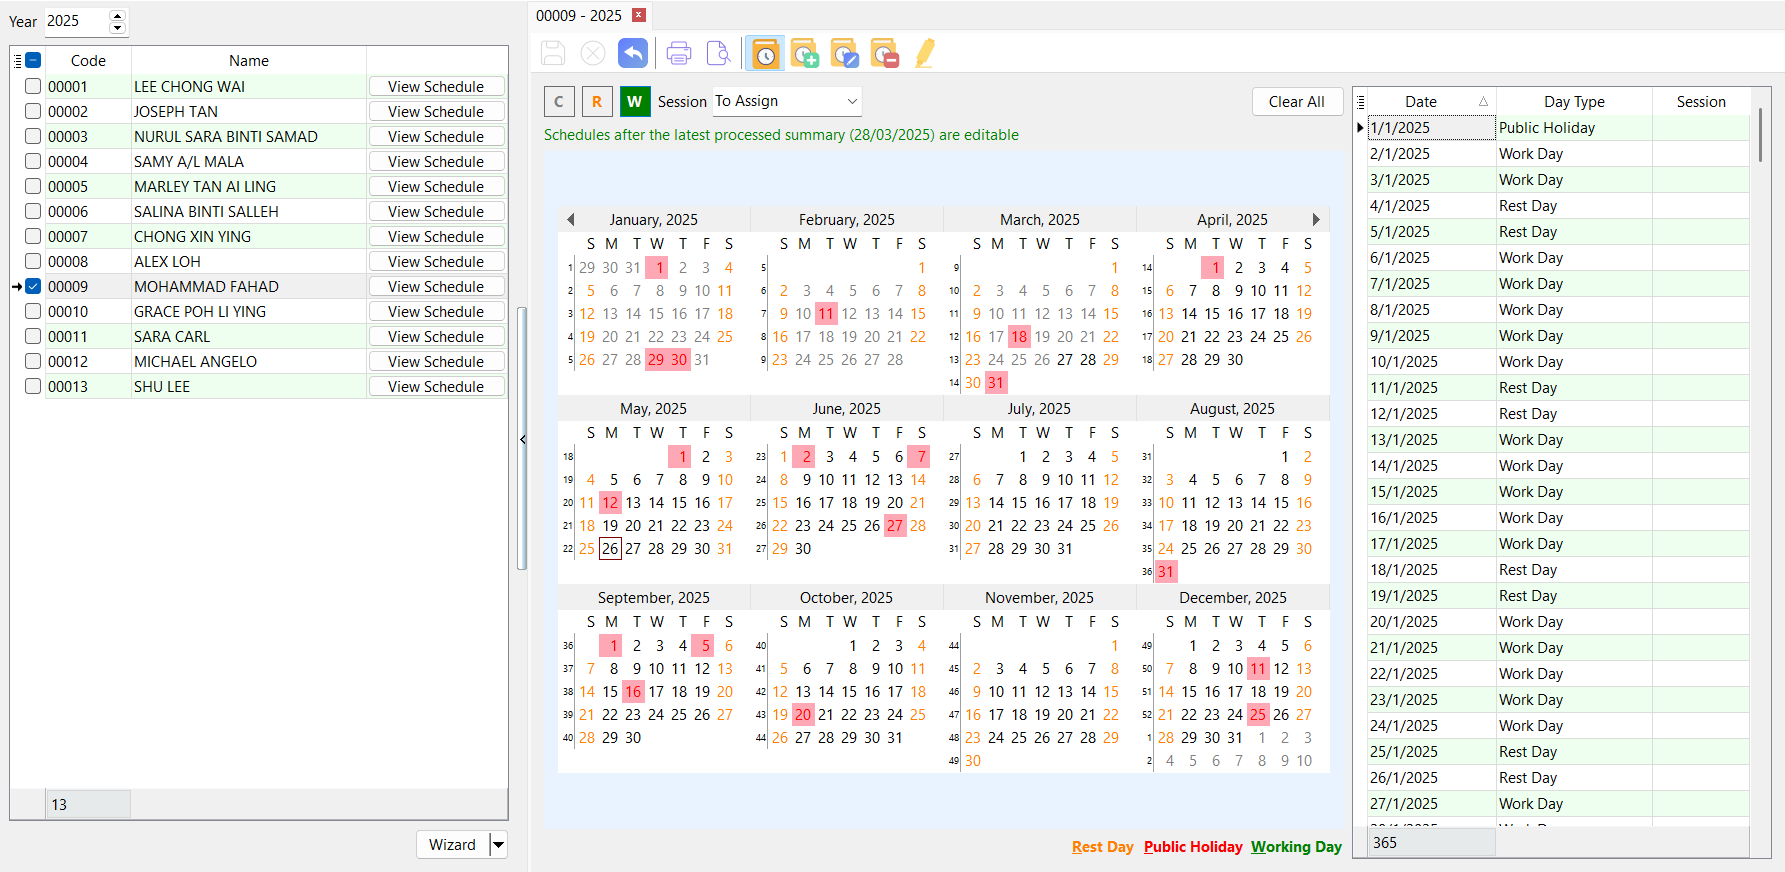 Year 2025
Code Name
00001 LEE CHONG WAI View Schedule
00002 JOSEPH TAN View Schedule
00003 NURUL SARA BINTI SAMAD View Schedule
00004 SAMY A/L MALA View Schedule
00005 MARLEY TAN AI LING View Schedule
00006 SALINA BINTI SALLEH View Schedule
00007 CHONG XIN YING View Schedule
00008 ALEX LOH View Schedule
00009 MOHAMMAD FAHAD View Schedule
00010 GRACE POH LI YING View Schedule
00011 SARA CARL View Schedule
00012 MICHAEL ANGELO View Schedule
00013 SHU LEE View Schedule
13
Wizard
00009 - 2025
C R W Session To Assign Clear All
Schedules after the latest processed summary (28/03/2025) are editable
January, 2025
S M T W T F S
1 29 30 31 1 2 3 4
2 5 6 7 8 9 10 11
3 12 13 14 15 16 17 18
4 19 20 21 22 23 24 25
5 26 27 28 29 30 31
February, 2025
S M T W T F S
5 1
6 2 3 4 5 6 7 8
7 9 10 11 12 13 14 15
8 16 17 18 19 20 21 22
9 23 24 25 26 27 28
March, 2025
S M T W T F S
9 1
10 2 3 4 5 6 7 8
11 9 10 11 12 13 14 15
12 16 17 18 19 20 21 22
13 23 24 25 26 27 28 29
14 30 31
April, 2025
S M T W T F S
14 1 2 3 4 5
15 6 7 8 9 10 11 12
16 13 14 15 16 17 18 19
17 20 21 22 23 24 25 26
18 27 28 29 30
May, 2025
S M T W T F S
18 1 2 3
19 4 5 6 7 8 9 10
20 11 12 13 14 15 16 17
21 18 19 20 21 22 23 24
22 25 26 27 28 29 30 31
June, 2025
S M T W T F S
23 1 2 3 4 5 6 7
24 8 9 10 11 12 13 14
25 15 16 17 18 19 20 21
26 22 23 24 25 26 27 28
27 29 30
July, 2025
S M T W T F S
27 1 2 3 4 5
28 6 7 8 9 10 11 12
29 13 14 15 16 17 18 19
30 20 21 22 23 24 25 26
31 27 28 29 30 31
August, 2025
S M T W T F S
31 1 2
32 3 4 5 6 7 8 9
33 10 11 12 13 14 15 16
34 17 18 19 20 21 22 23
35 24 25 26 27 28 29 30
36 31
September, 2025
S M T W T F S
36 1 2 3 4 5 6
37 7 8 9 10 11 12 13
38 14 15 16 17 18 19 20
39 21 22 23 24 25 26 27
40 28 29 30
October, 2025
S M T W T F S
40 1 2 3 4
41 5 6 7 8 9 10 11
42 12 13 14 15 16 17 18
43 19 20 21 22 23 24 25
44 26 27 28 29 30 31
November, 2025
S M T W T F S
44 1
45 2 3 4 5 6 7 8
46 9 10 11 12 13 14 15
47 16 17 18 19 20 21 22
48 23 24 25 26 27 28 29
49 30
December, 2025
S M T W T F S
49 1 2 3 4 5 6
50 7 8 9 10 11 12 13
51 14 15 16 17 18 19 20
52 21 22 23 24 25 26 27
1 28 29 30 31 1 2 3
2 4 5 6 7 8 9 10
Rest Day Public Holiday Working Day
Date Day Type Session
1/1/2025 Public Holiday
2/1/2025 Work Day
3/1/2025 Work Day
4/1/2025 Rest Day
5/1/2025 Rest Day
6/1/2025 Work Day
7/1/2025 Work Day
8/1/2025 Work Day
9/1/2025 Work Day
10/1/2025 Work Day
11/1/2025 Rest Day
12/1/2025 Rest Day
13/1/2025 Work Day
14/1/2025 Work Day
15/1/2025 Work Day
16/1/2025 Work Day
17/1/2025 Work Day
18/1/2025 Rest Day
19/1/2025 Rest Day
20/1/2025 Work Day
21/1/2025 Work Day
22/1/2025 Work Day
23/1/2025 Work Day
24/1/2025 Work Day
25/1/2025 Rest Day
26/1/2025 Rest Day
27/1/2025 Work Day
365